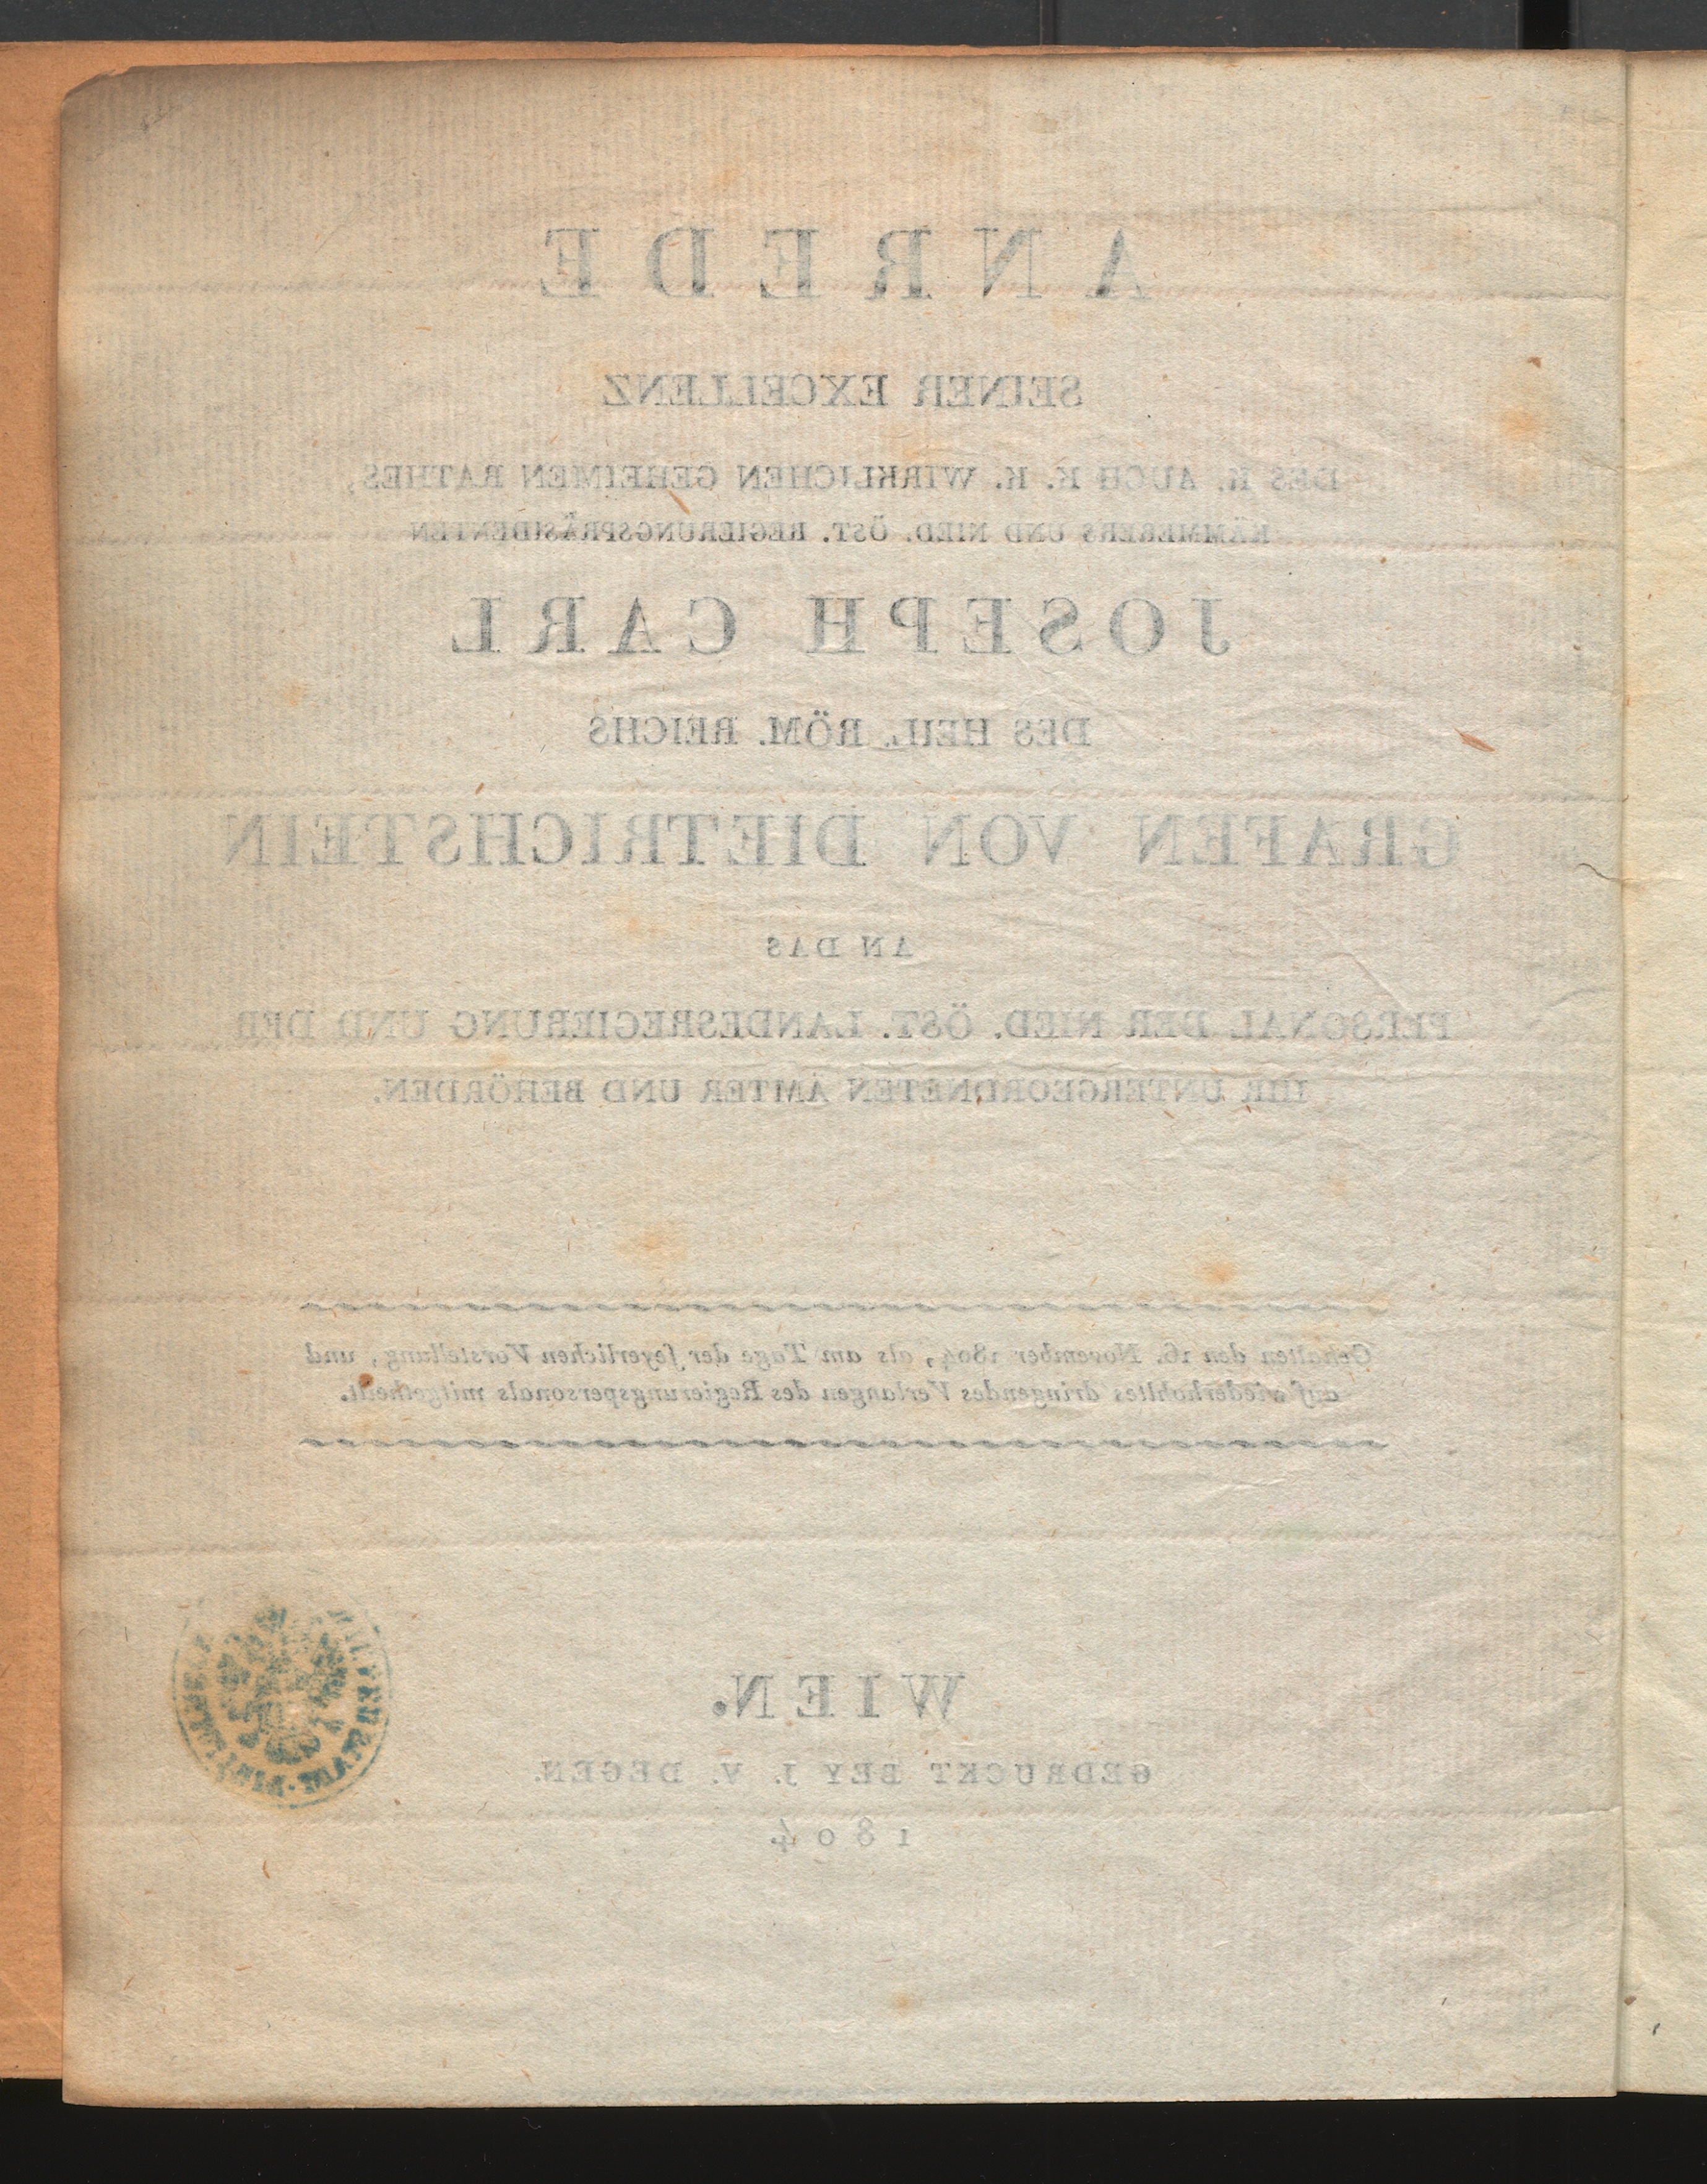 ANREDE
SEINER EXCELLENZ
DES K. AUCH K. K. WIRKLICHEN GEHEIMEN RATHES,
KÄMMERERS UND NIED. ÖST. REGIERUNGSPRÄSIDENTEN
JOSEPH CARL
DES HEIL. RÖM. REICHS
GRAFEN VON DIETRICHSTEIN
AN DAS
PERSONAL DER NIED. ÖST. LANDESREGIERUNG UND DER
IHR UNTERGEORDNETEN ÄMTER UND BEHÖRDEN.
Gehalten den 16. November 1804, als am Tage der feyerlichen Vorstellung, und
auf wiederhohltes dringendes Verlangen des Regierungspersonals mitgetheilt.
WIEN.
GEDRUCKT BEY J. V. DEGEN.
1804